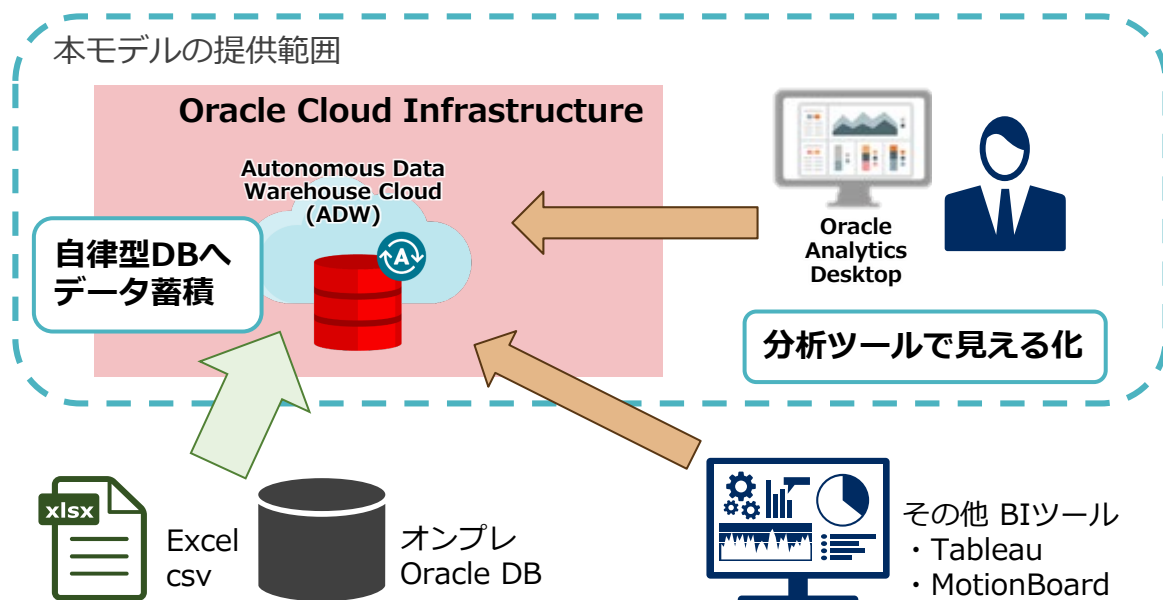 本モデルの提供範囲
Oracle Cloud Infrastructure
Autonomous Data
Warehouse Cloud
(ADW)
A
自律型DBへ
データ蓄積
Oracle
Analytics
Desktop
分析ツールで見える化
xlsx
Excel
csv
オンプレ
Oracle DB
その他 BIツール
・Tableau
・MotionBoard